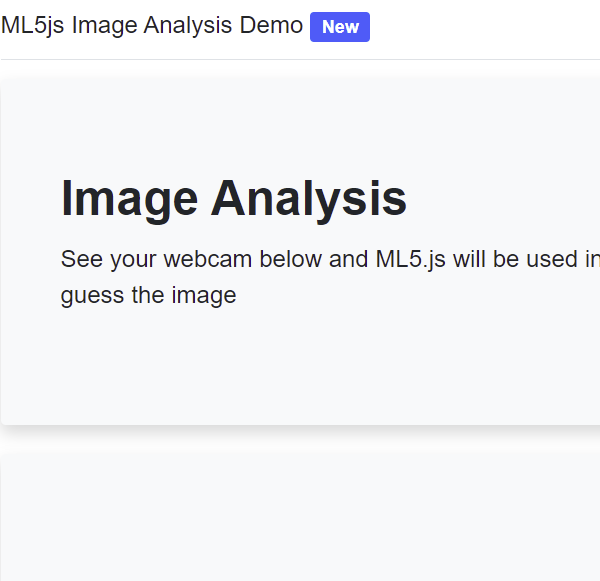 ML5js Image Analysis Demo New
Image Analysis
See your webcam below and ML5.js will be used in
guess the image